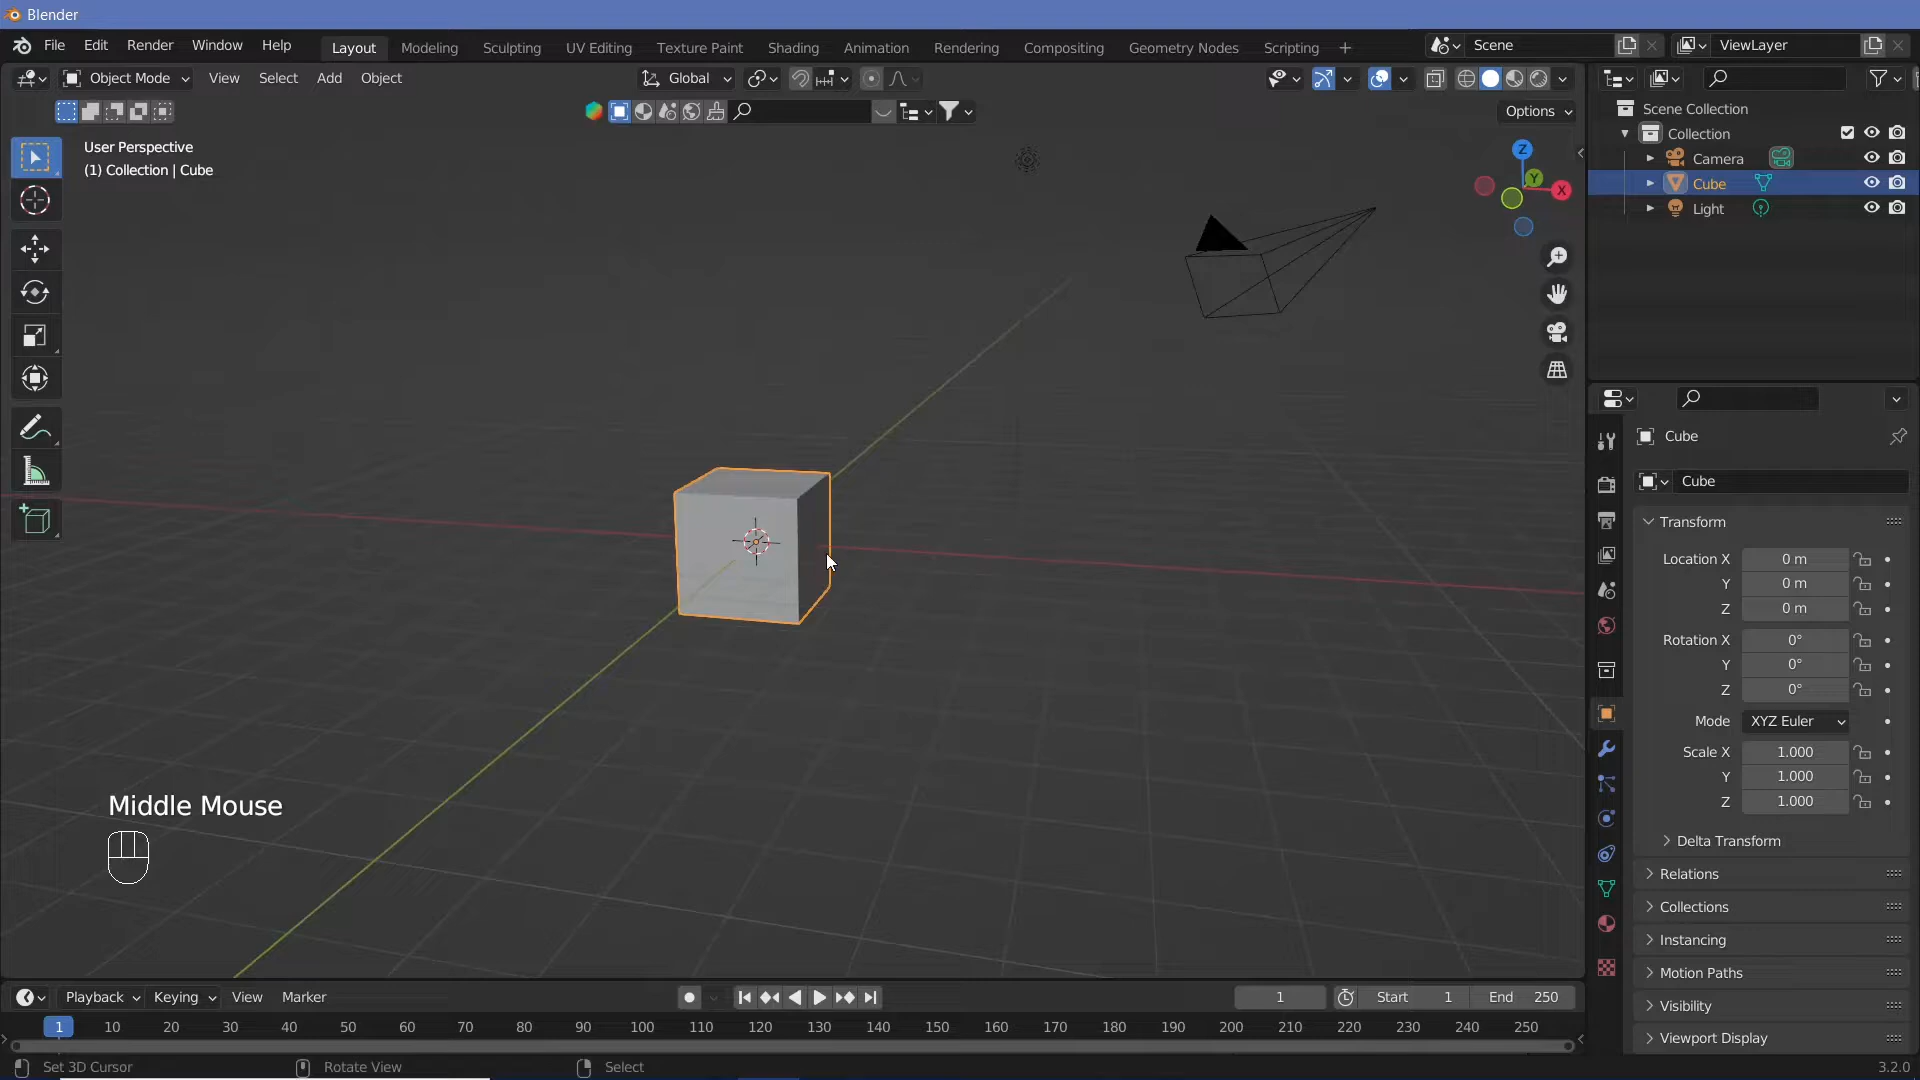 Blender
File Edit Render Window Help Layout Modeling Sculpting UV Editing Texture Paint Shading Animation Rendering Compositing Geometry Nodes Scripting + Scene ViewLayer
Object Mode View Select Add Object Global
Options
User Perspective
(1) Collection | Cube
Z
Y
X
Scene Collection
Collection
Camera
Cube
Light
Cube
Cube
Transform
Location X 0 m
Y 0 m
Z 0 m
Rotation X 0°
Y 0°
Z 0°
Mode XYZ Euler
Scale X 1.000
Y 1.000
Z 1.000
Delta Transform
Relations
Collections
Instancing
Motion Paths
Visibility
Viewport Display
Middle Mouse
Playback Keying View Marker 1 Start 1 End 250
1 10 20 30 40 50 60 70 80 90 100 110 120 130 140 150 160 170 180 190 200 210 220 230 240 250
Set 3D Cursor Rotate View Select 3.2.0